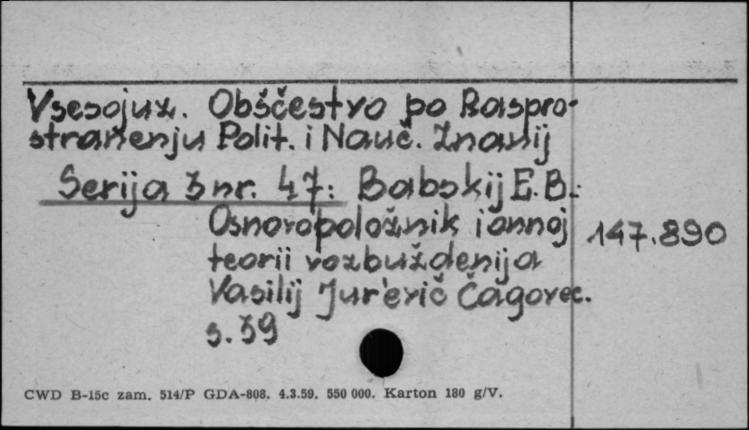 Vsesojuz. Obščestvo po Raspro-
stranenju Polit. i Nauč. Znanij
Serija 3 nr. 47: Babskij E.B.:
Osnovopoložnik ionnoj
147.890
teorii vozbuždenija
Vasilij Jur'evič Čagovec.
s. 39
CWD B-15c zam. 514/P GDA-808. 4.3.59. 550 000. Karton 180 g/V.